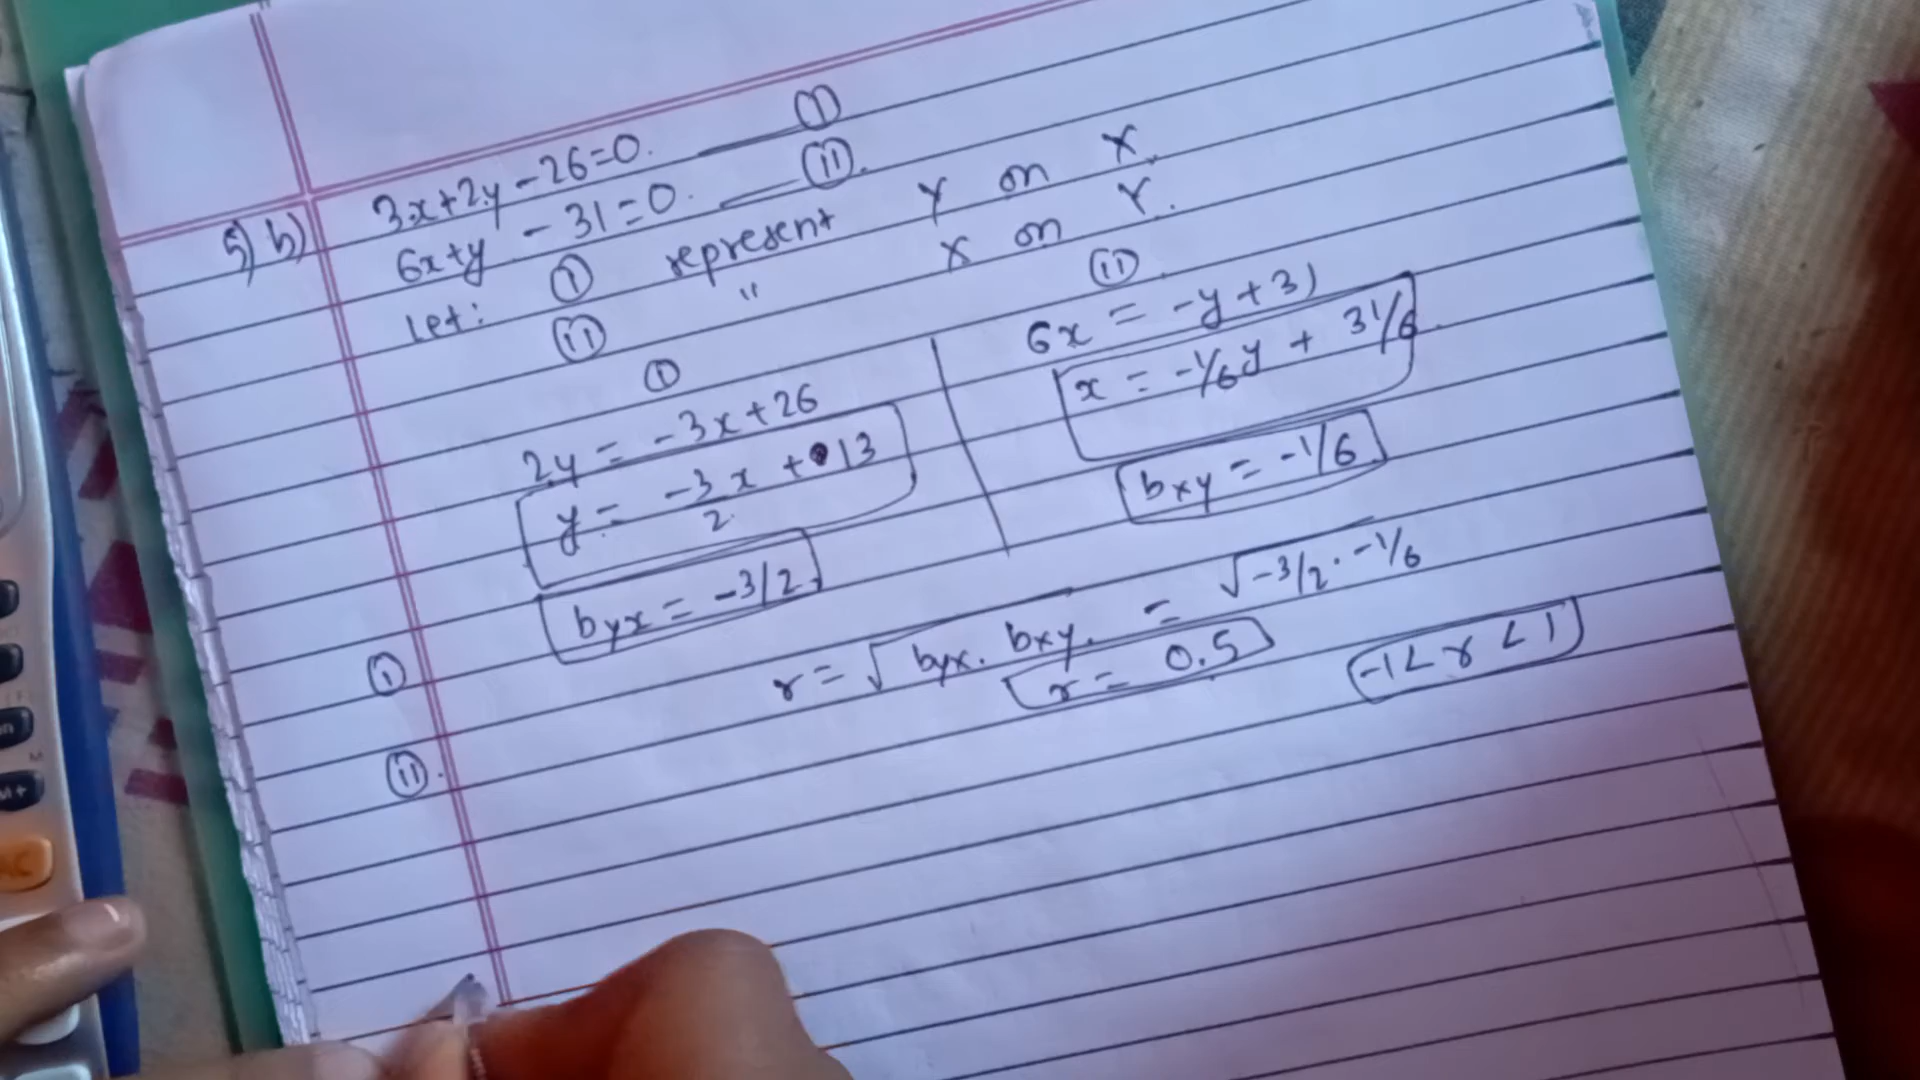 5) b) 3x+2y-26=0. ——— (i)
6x+y - 31=0. ——— (ii).
Let: (i) represent Y on X.
(ii) " X on Y.
(i)
2y = -3x+26
y = -3/2 x + 13
byx = -3/2
(ii)
6x = -y+31
x = -1/6y + 31/6
bxy = -1/6
(i) r = √byx. bxy. = √-3/2 . -1/6
r = 0.5 -1< r < 1
(ii).